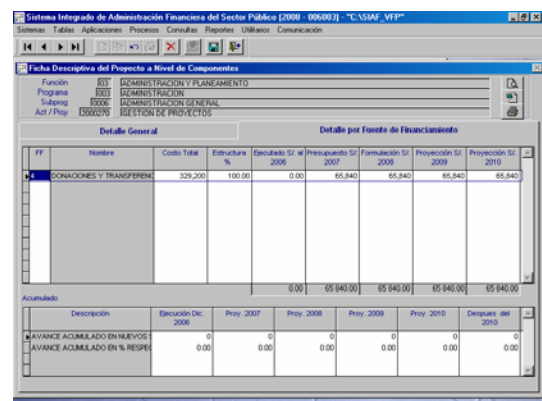 Sistema Integrado de Administración Financiera del Sector Público [2008 - 006003] - "C:\SIAF_VFP"
Sistemas Tablas Aplicaciones Procesos Consultas Reportes Utilitarios Comunicación
Ficha Descriptiva del Proyecto a Nivel de Componentes
Función 03 ADMINISTRACION Y PLANEAMIENTO
Programa 003 ADMINISTRACION
Subprog 0006 ADMINISTRACION GENERAL
Act / Proy 2000270 GESTION DE PROYECTOS
Detalle General Detalle por Fuente de Financiamiento
FF Nombre Costo Total Estructura % Ejecutado S/. al 2006 Presupuesto S/. 2007 Formulación S/. 2008 Proyección S/. 2009 Proyección S/. 2010
4 DONACIONES Y TRANSFERENC 329,200 100.00 0.00 65,840 65,840 65,840 65,840
0.00 65 840.00 65 840.00 65 840.00 65 840.00
Acumulado
Descripción Ejecución Dic. 2006 Proy. 2007 Proy. 2008 Proy. 2009 Proy. 2010 Despues del 2010
AVANCE ACUMULADO EN NUEVOS S 0 0 0 0 0 0
AVANCE ACUMULADO EN % RESPE 0.00 0.00 0.00 0.00 0.00 0.00